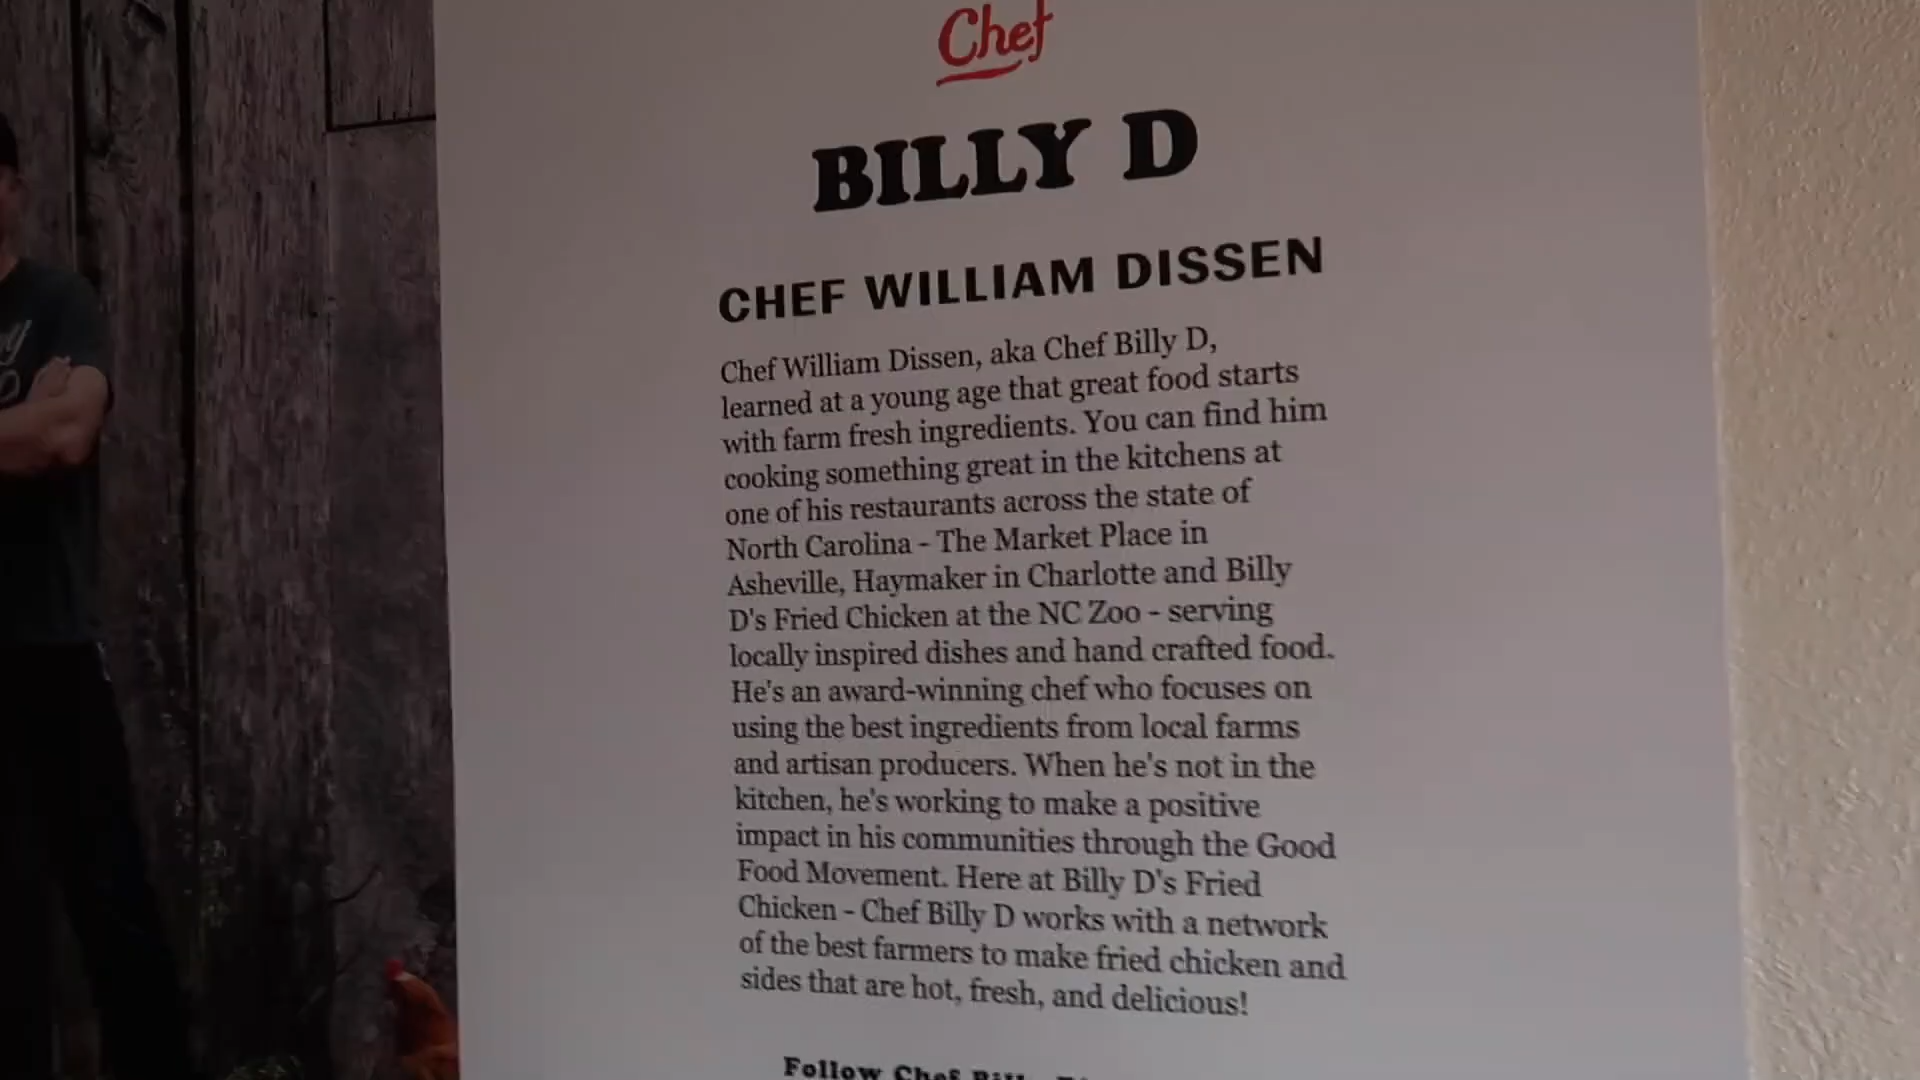 Chef
BILLY D
CHEF WILLIAM DISSEN
Chef William Dissen, aka Chef Billy D,
learned at a young age that great food starts
with farm fresh ingredients. You can find him
cooking something great in the kitchens at
one of his restaurants across the state of
North Carolina - The Market Place in
Asheville, Haymaker in Charlotte and Billy
D's Fried Chicken at the NC Zoo - serving
locally inspired dishes and hand crafted food.
He's an award-winning chef who focuses on
using the best ingredients from local farms
and artisan producers. When he's not in the
kitchen, he's working to make a positive
impact in his communities through the Good
Food Movement. Here at Billy D's Fried
Chicken - Chef Billy D works with a network
of the best farmers to make fried chicken and
sides that are hot, fresh, and delicious!
Follow Chef